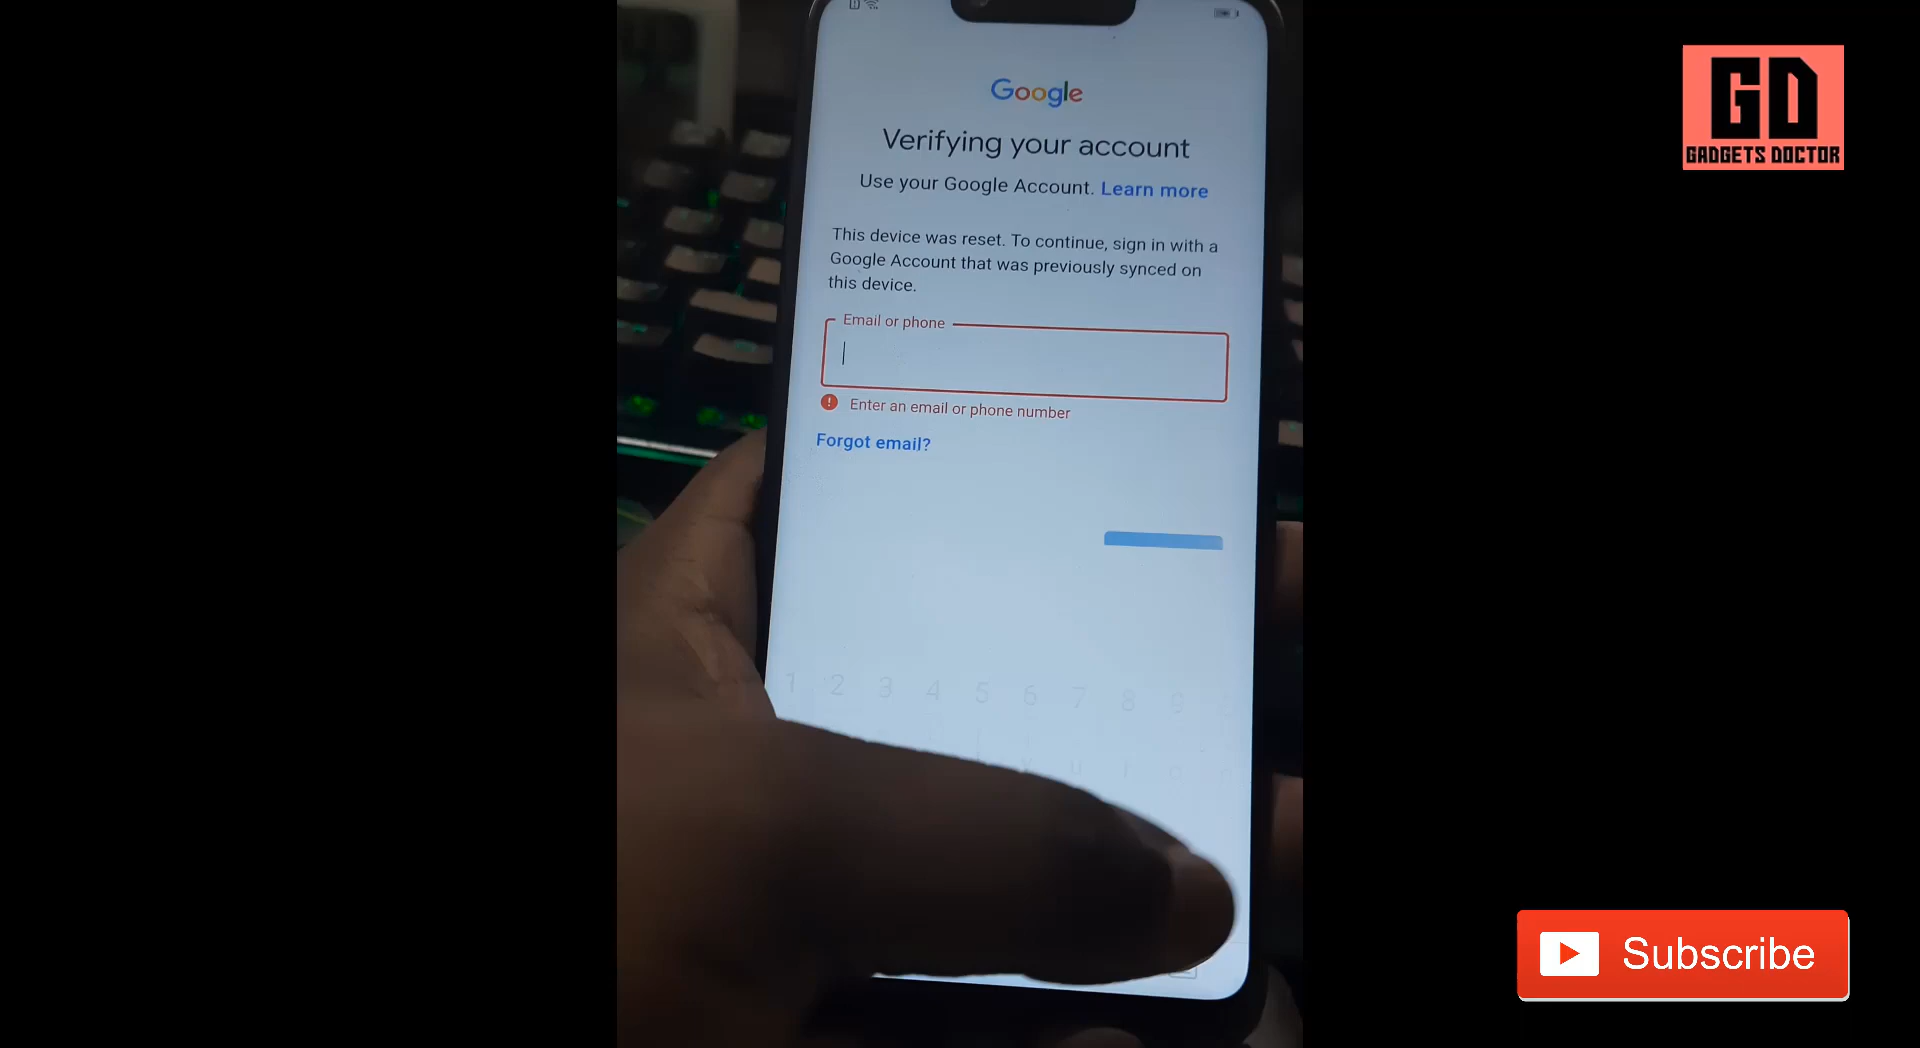 Google
Verifying your account
Use your Google Account. Learn more
This device was reset. To continue, sign in with a
Google Account that was previously synced on
this device.
Email or phone
Enter an email or phone number
Forgot email?
1 2 3 4 5 6 7 8 9
GD
GADGETS DOCTOR
Subscribe